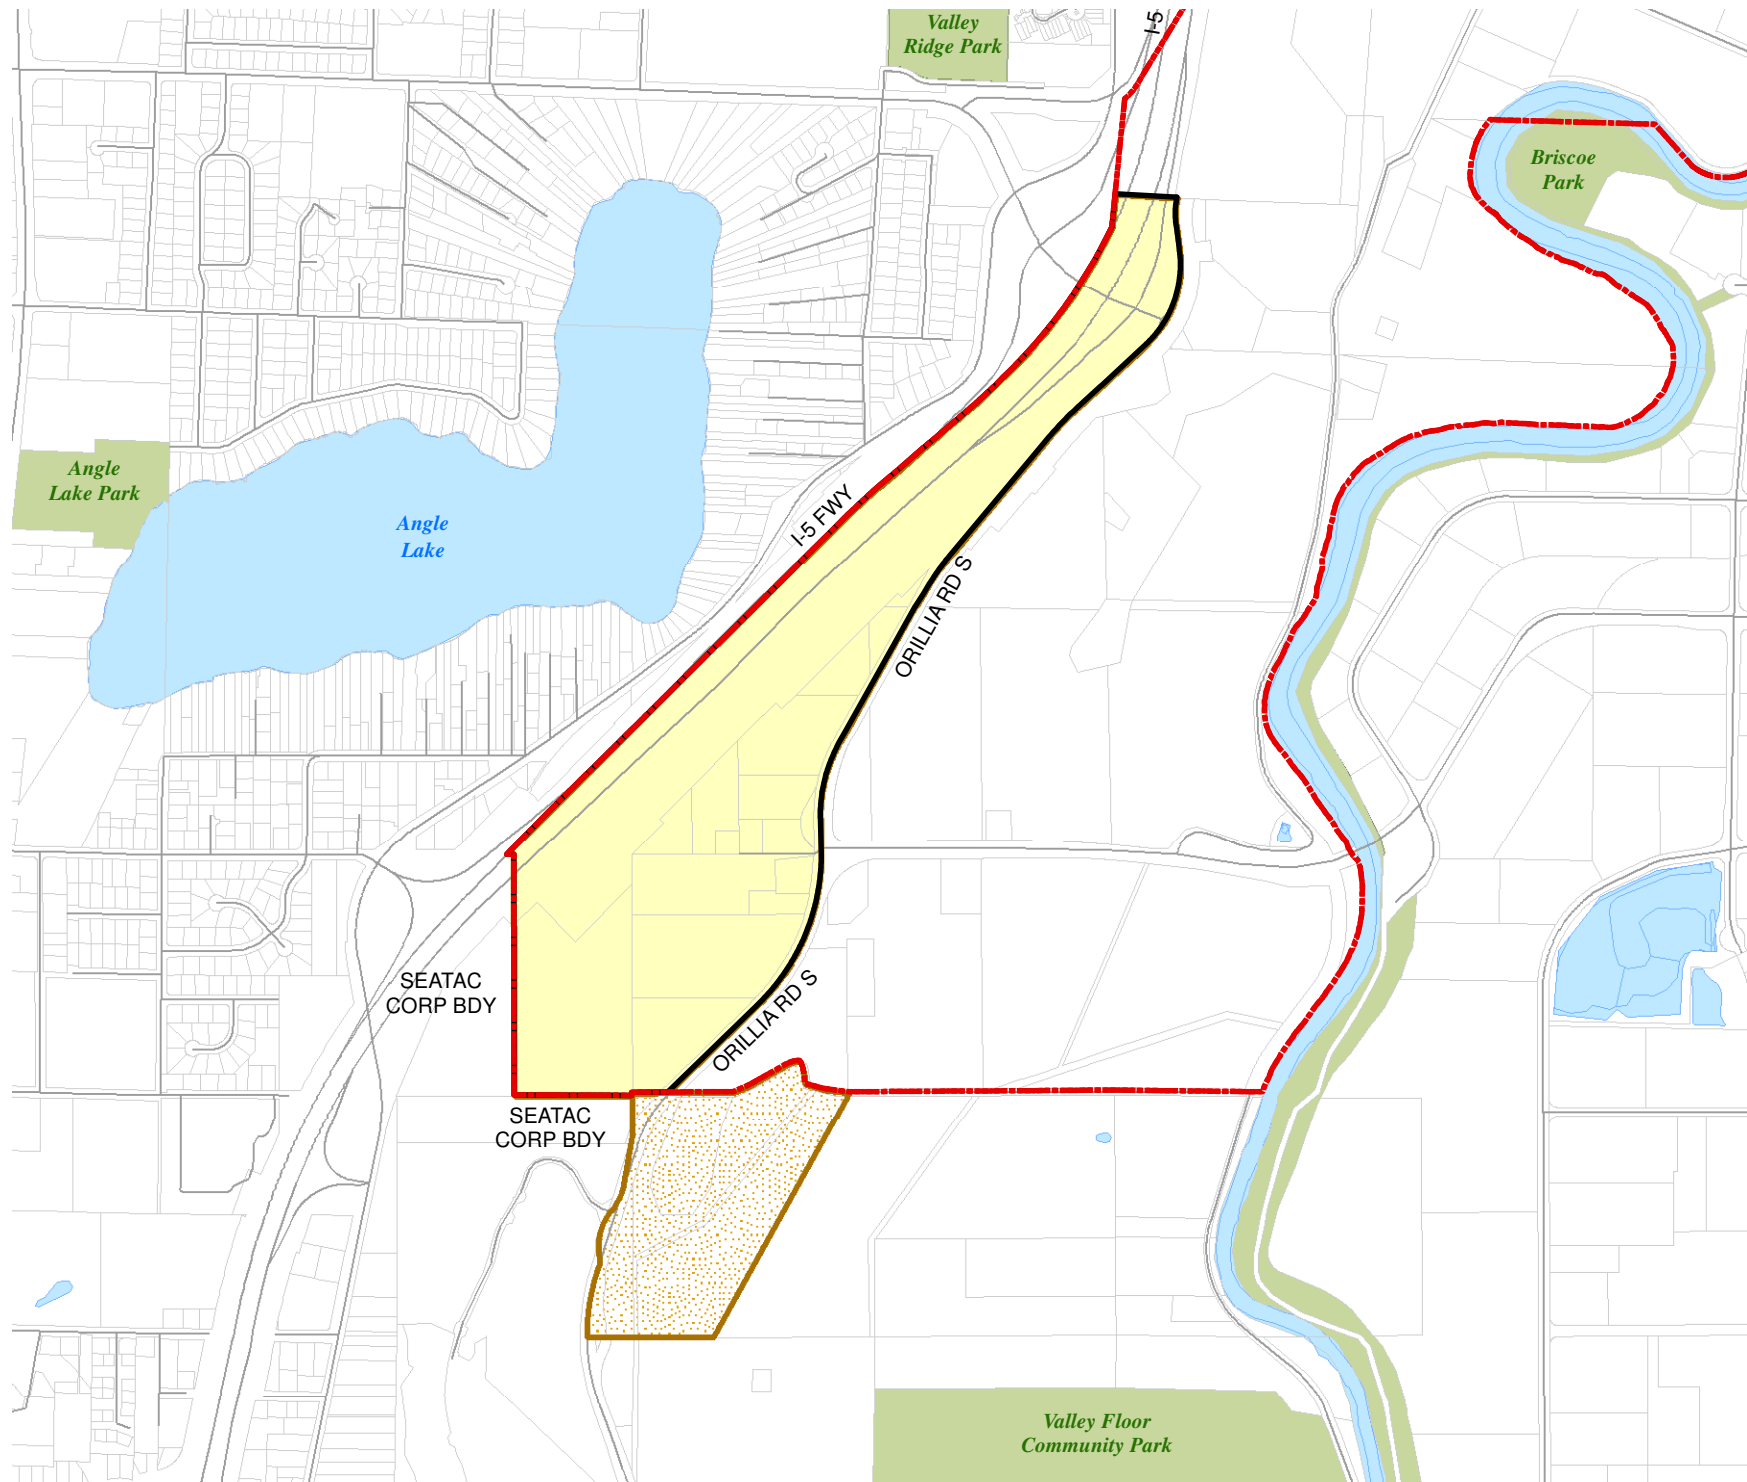 Valley
Ridge Park
I-5
Briscoe
Park
Angle
Lake Park
Angle
Lake
I-5 FWY
ORILLIA RD S
SEATAC
CORP BDY
ORILLIA RD S
SEATAC
CORP BDY
Valley Floor
Community Park